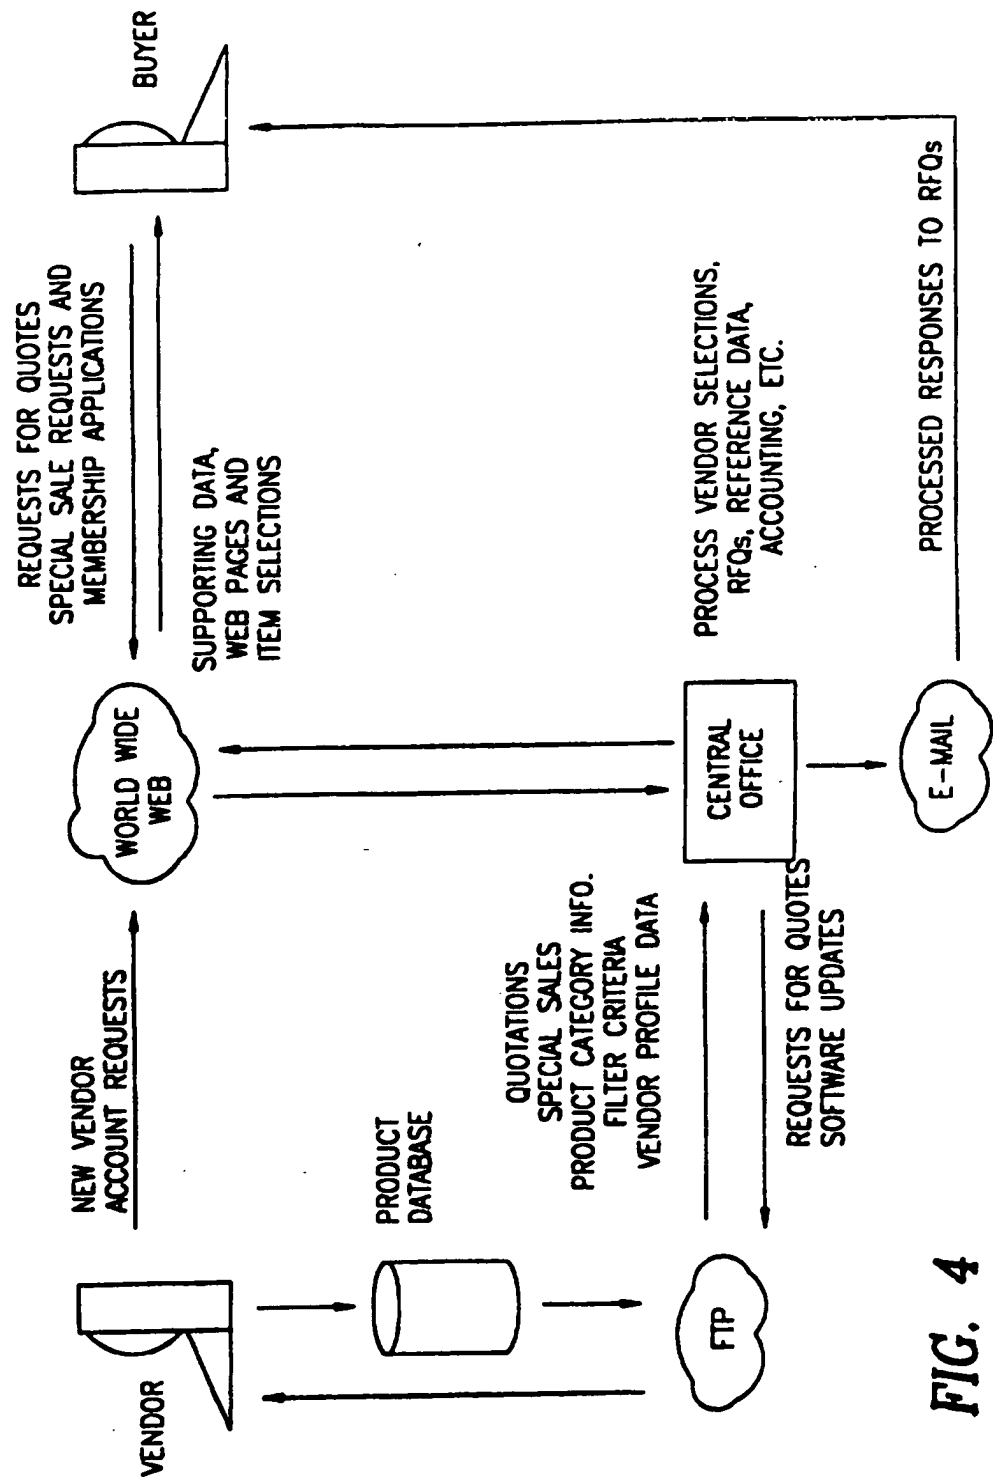 VENDOR
NEW VENDOR
ACCOUNT REQUESTS
WORLD WIDE
WEB
REQUESTS FOR QUOTES
SPECIAL SALE REQUESTS AND
MEMBERSHIP APPLICATIONS
BUYER
SUPPORTING DATA,
WEB PAGES AND
ITEM SELECTIONS
PRODUCT
DATABASE
QUOTATIONS
SPECIAL SALES
PRODUCT CATEGORY INFO.
FILTER CRITERIA
VENDOR PROFILE DATA
FTP
CENTRAL
OFFICE
PROCESS VENDOR SELECTIONS,
RFQs, REFERENCE DATA,
ACCOUNTING, ETC.
REQUESTS FOR QUOTES
SOFTWARE UPDATES
E-MAIL
PROCESSED RESPONSES TO RFQs
FIG. 4